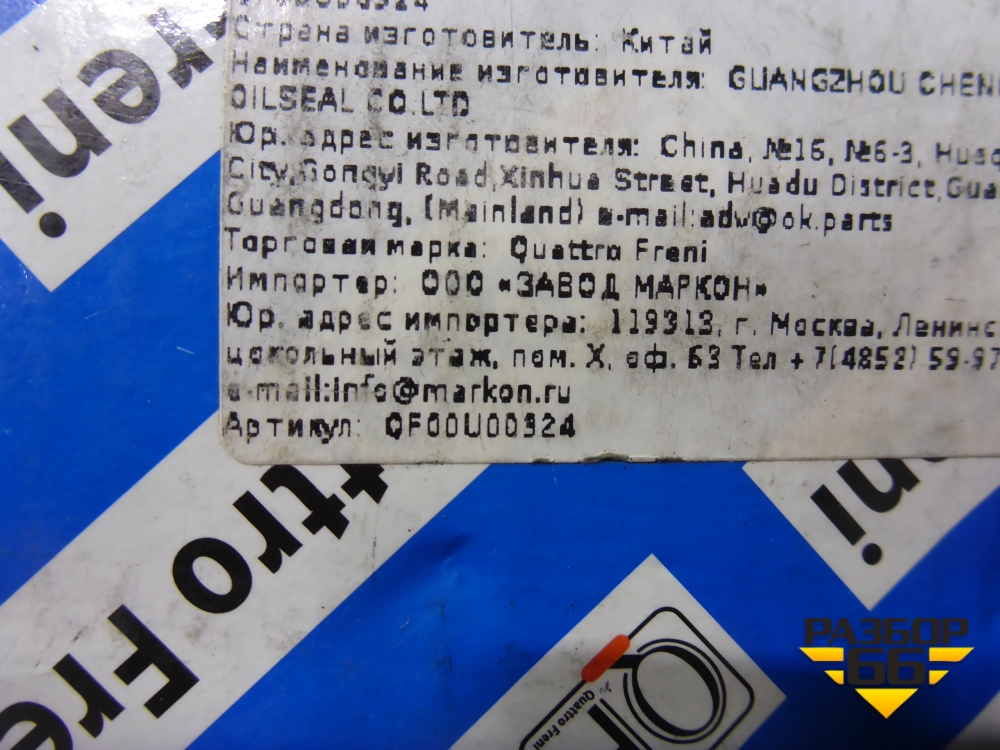 Страна изготовитель: Китай
Наименование изготовителя: GUANGZHOU
OILSEAL CO.LTD
Юр. адрес изготовителя: China, №16, №6-3,
City,Gongyi Road,Xinhua Street, Huadu District,
Guangdong, (Mainland) e-mail:adw@ok.parts
Торговая марка: Quattro Freni
Импортер: ООО «ЗАВОД МАРКОН»
Юр. адрес импортера: 119313, г. Москва,
цокольный этаж, пом. X, оф. 63 Тел +7(4852) 59-97
e-mail:info@markon.ru
Артикул: QF00U00324
Quattro Freni
РАЗБОР
66